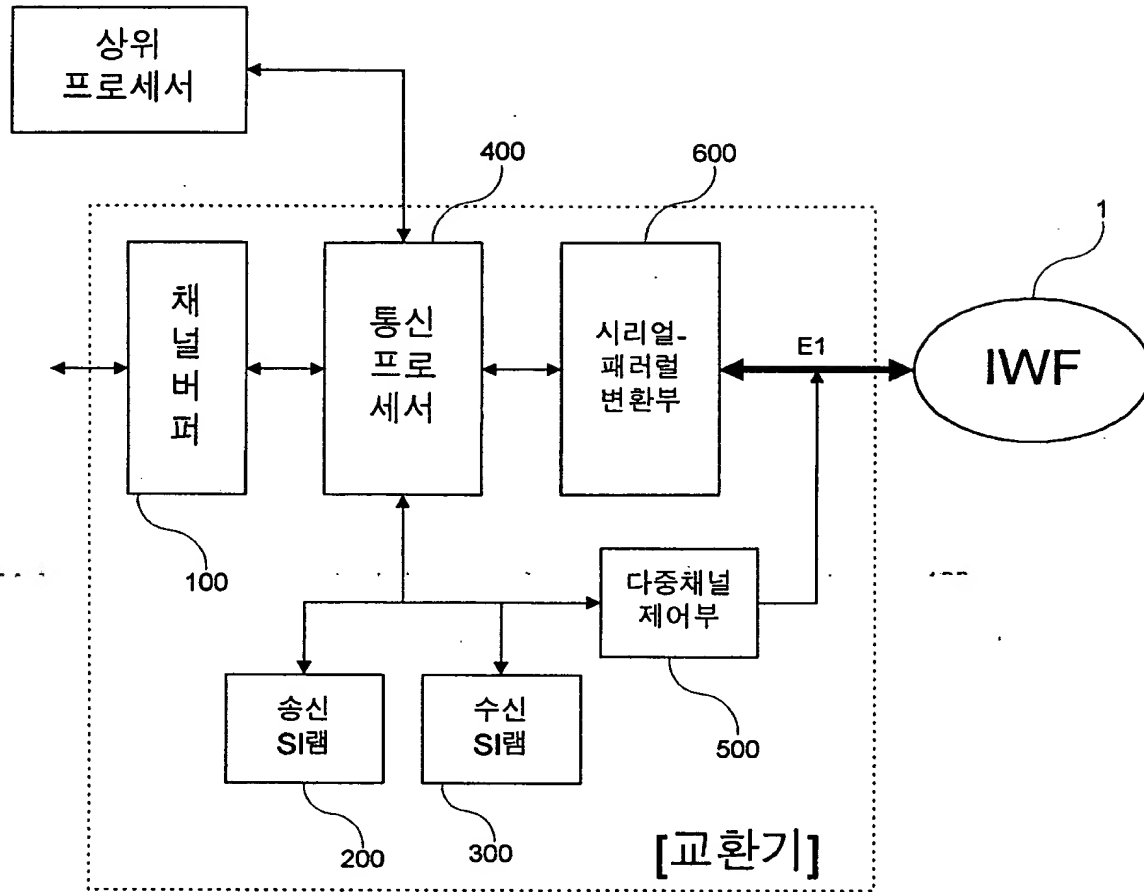 상위
프로세서
400
600
1
채
널
버
퍼
통신
프로
세서
시리얼-
패러럴
변환부
E1
IWF
100
다중채널
제어부
송신
SI램
수신
SI램
500
200
300
[교환기]